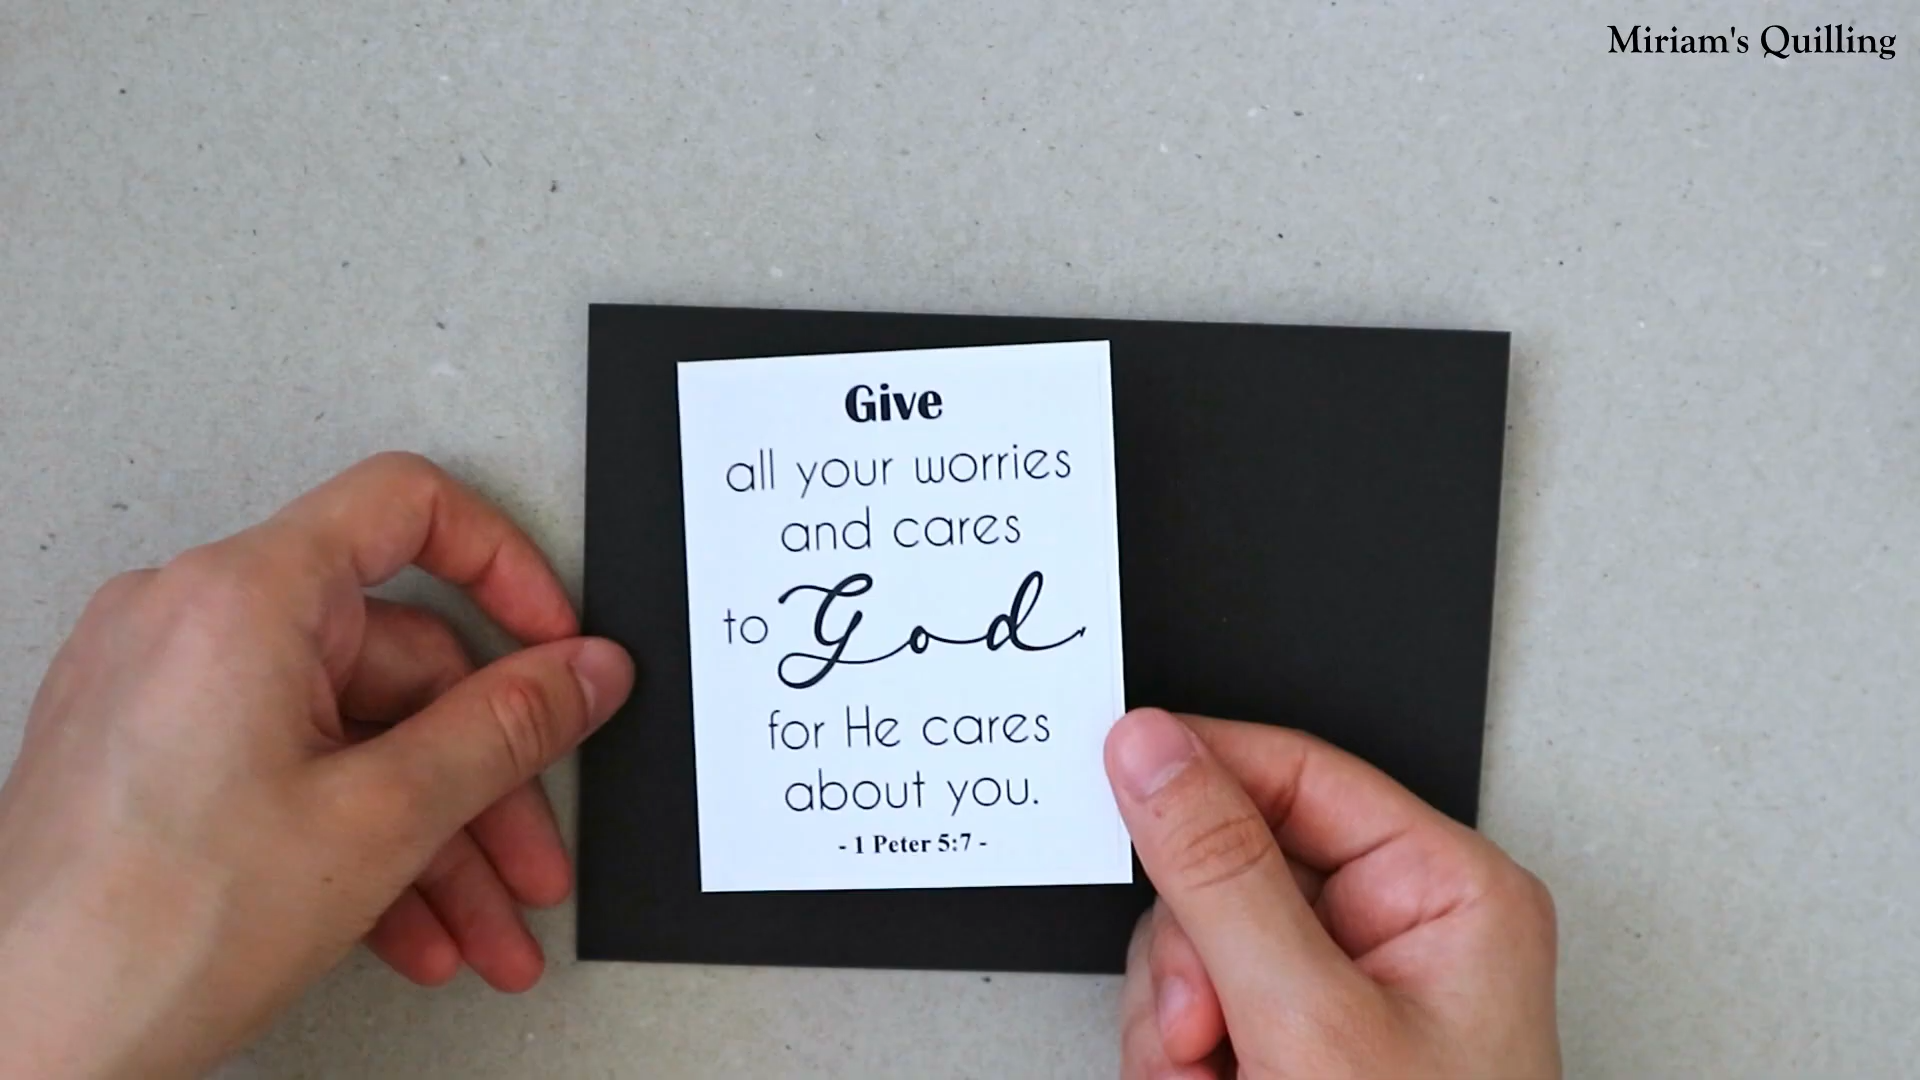 Miriam's Quilling
Give
all your worries
and cares
to God
for He cares
about you.
- 1 Peter 5:7 -